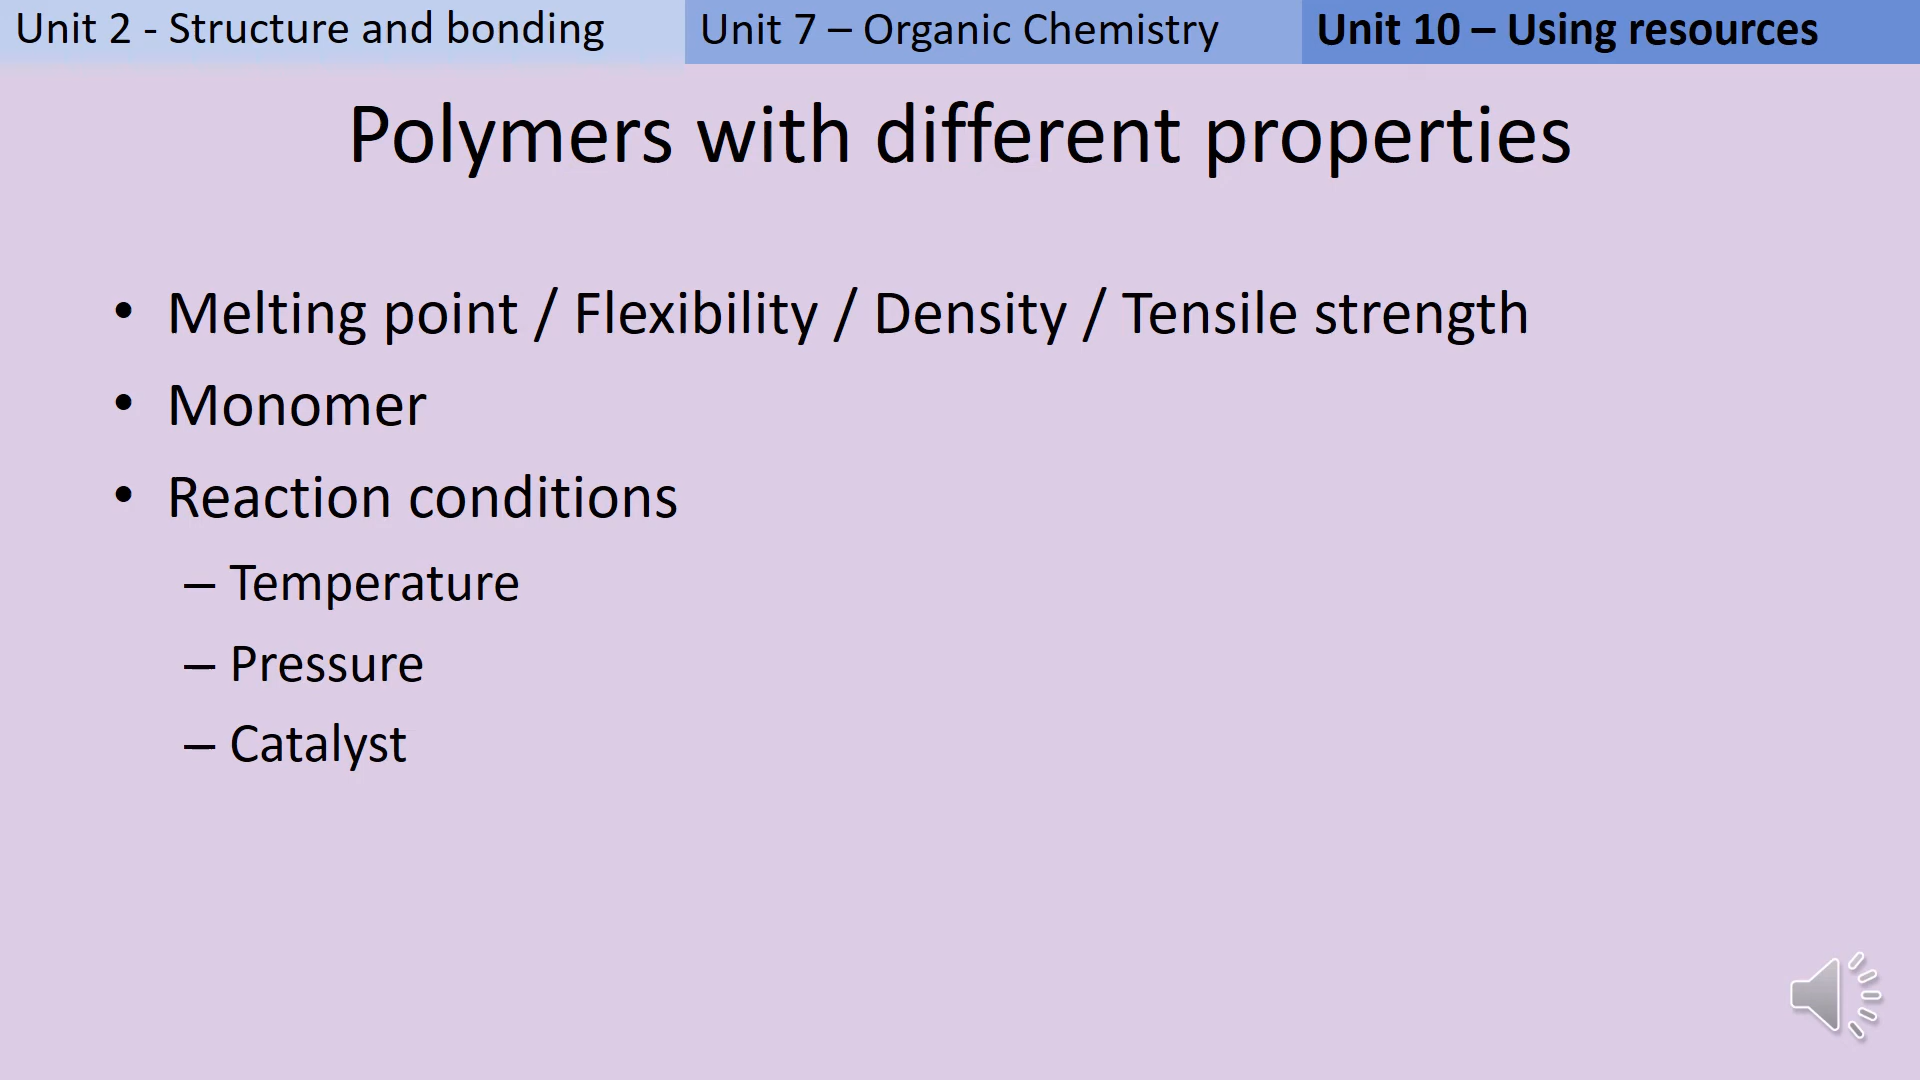 Unit 2 - Structure and bonding
Unit 7 – Organic Chemistry
Unit 10 – Using resources
Polymers with different properties
• Melting point / Flexibility / Density / Tensile strength
• Monomer
• Reaction conditions
– Temperature
– Pressure
– Catalyst